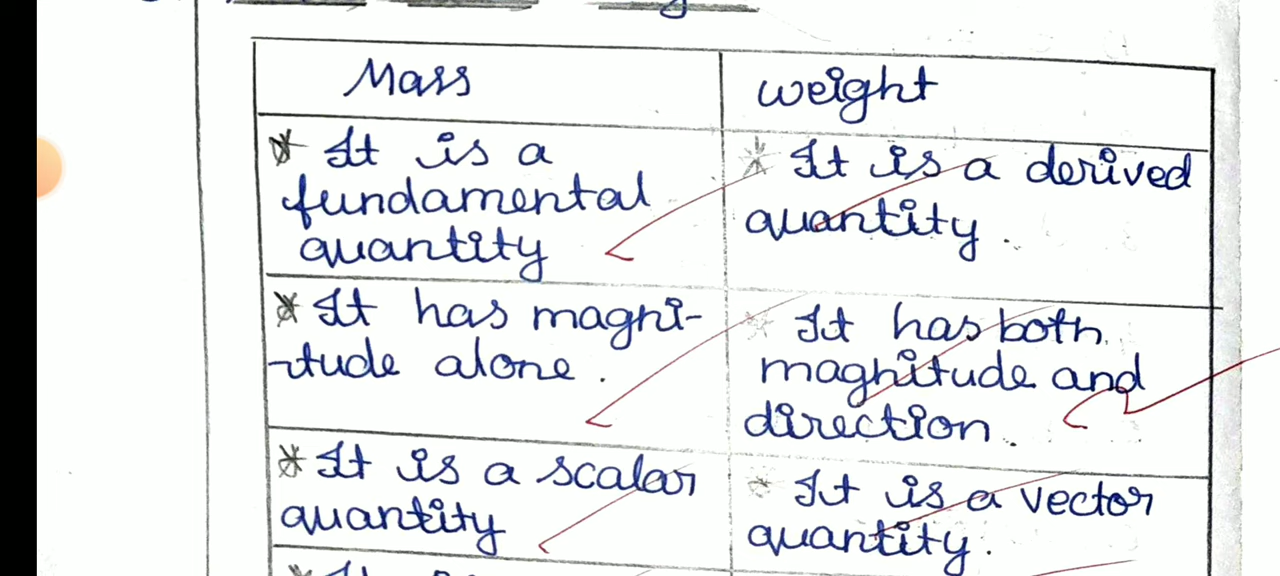 Mass
weight
* It is a
fundamental
quantity
* It is a derived
quantity.
* It has magni-
-tude alone.
* It has both
magnitude and
direction.
* It is a scalar
quantity
* It is a vector
quantity.